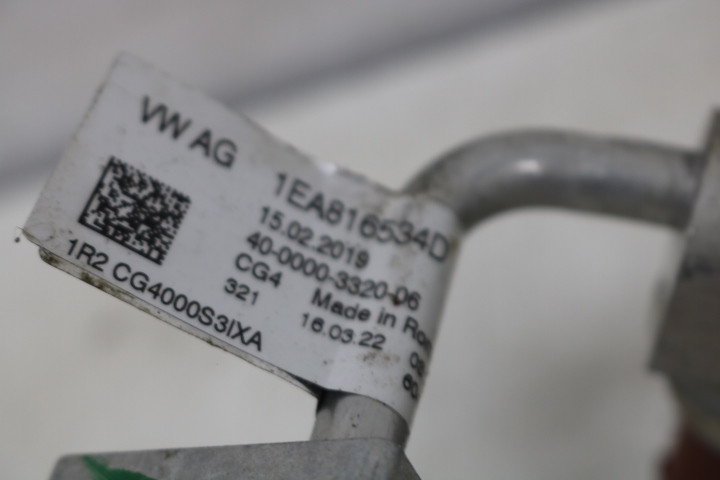 VW AG
1EA816534D
15.02.2019
40-0000-3320-06
CG4 Made in
321 16.03.22
1R2 CG4000S3IXA